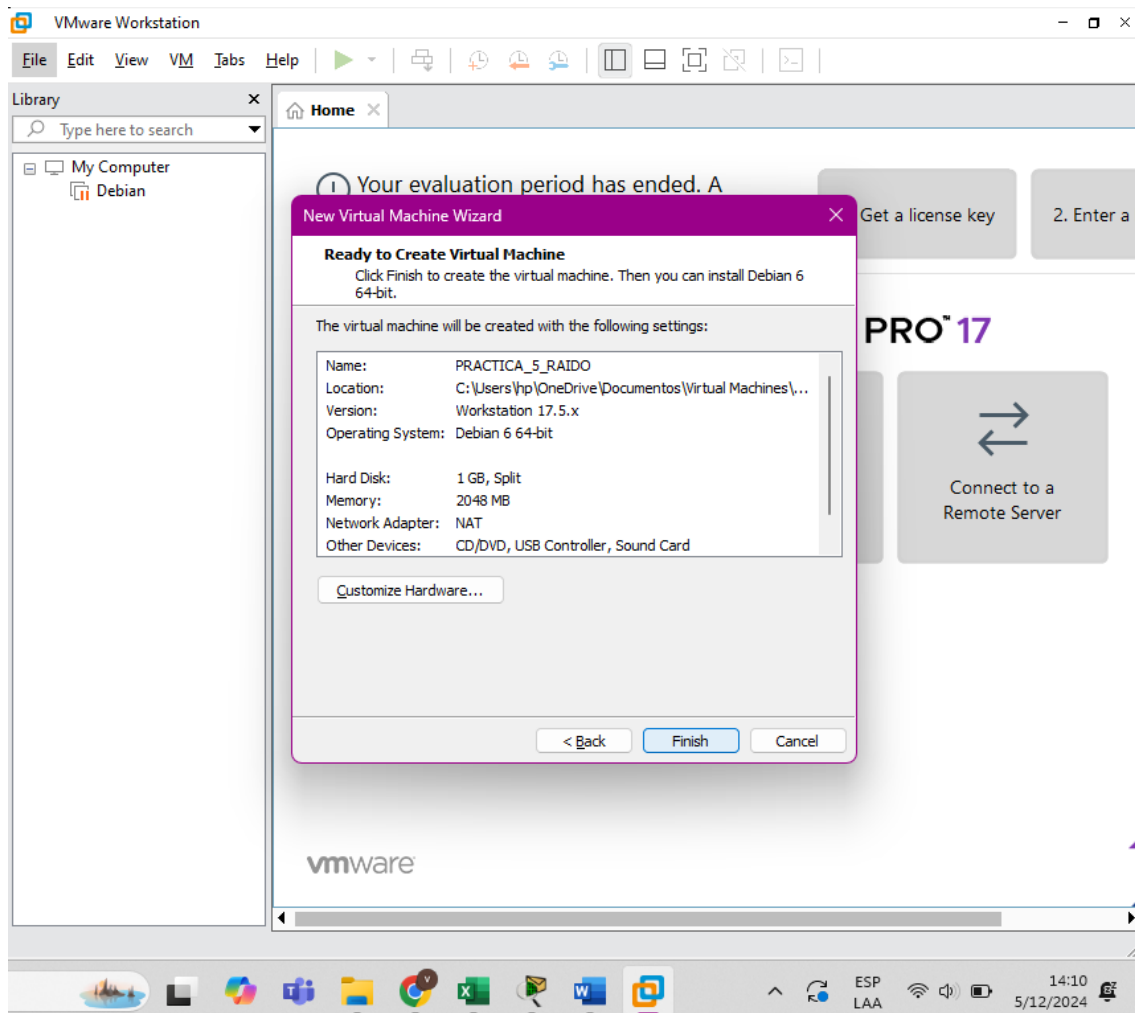 VMware Workstation
File Edit View VM Tabs Help
Library
Type here to search
My Computer
Debian
Home
Your evaluation period has ended. A
Get a license key
2. Enter a
New Virtual Machine Wizard
Ready to Create Virtual Machine
Click Finish to create the virtual machine. Then you can install Debian 6
64-bit.
The virtual machine will be created with the following settings:
Name: PRACTICA_5_RAIDO
Location: C:\Users\hp\OneDrive\Documentos\Virtual Machines\...
Version: Workstation 17.5.x
Operating System: Debian 6 64-bit
Hard Disk: 1 GB, Split
Memory: 2048 MB
Network Adapter: NAT
Other Devices: CD/DVD, USB Controller, Sound Card
Customize Hardware...
< Back Finish Cancel
PRO™ 17
Connect to a
Remote Server
vmware
ESP
LAA
14:10
5/12/2024